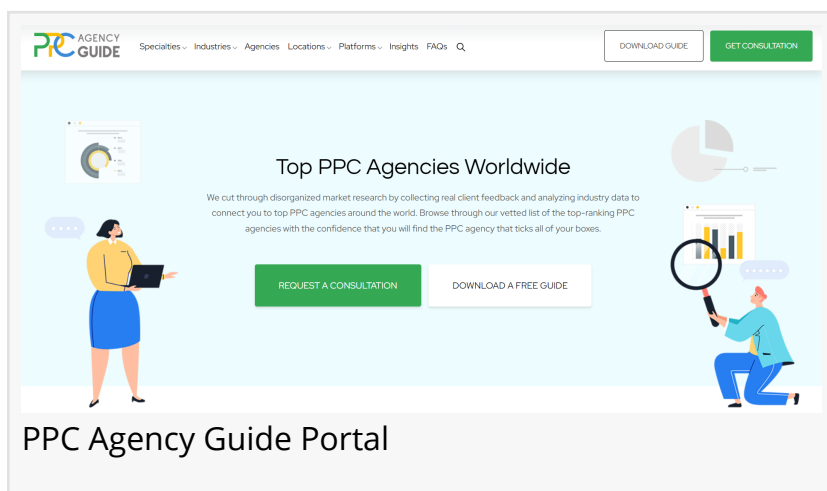 PPC AGENCY GUIDE
Specialties Industries Agencies Locations Platforms Insights FAQs
DOWNLOAD GUIDE
GET CONSULTATION
Top PPC Agencies Worldwide
We cut through disorganized market research by collecting real client feedback and analyzing industry data to
connect you to top PPC agencies around the world. Browse through our vetted list of the top-ranking PPC
agencies with the confidence that you will find the PPC agency that ticks all of your boxes.
REQUEST A CONSULTATION
DOWNLOAD A FREE GUIDE
PPC Agency Guide Portal